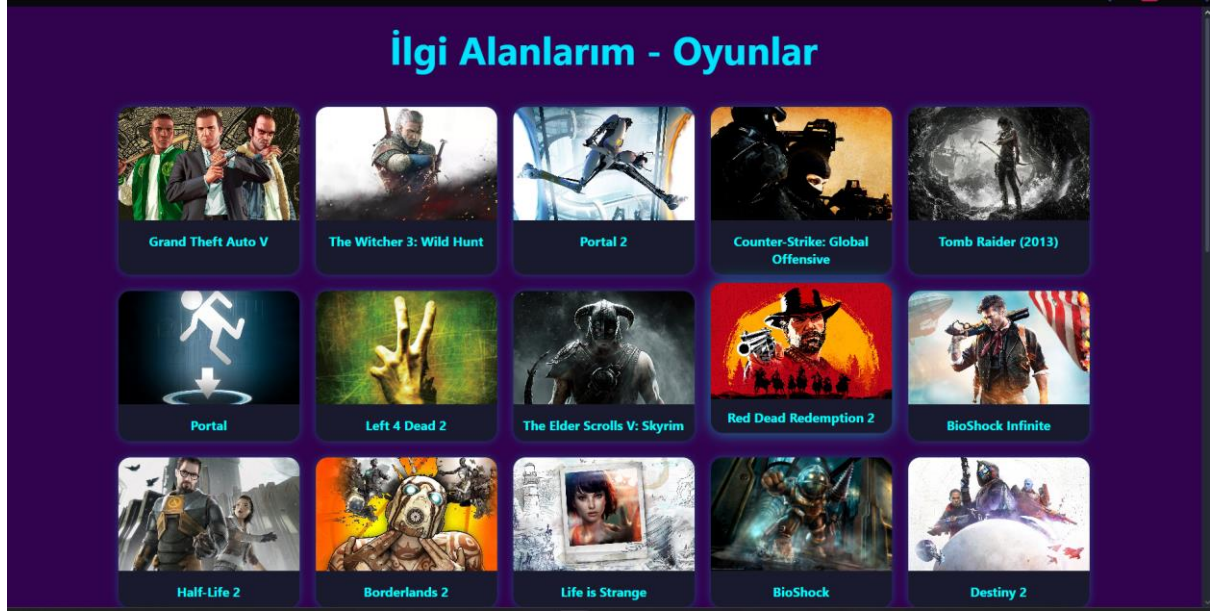 İlgi Alanlarım - Oyunlar
Grand Theft Auto V
The Witcher 3: Wild Hunt
Portal 2
Counter-Strike: Global
Offensive
Tomb Raider (2013)
Portal
Left 4 Dead 2
The Elder Scrolls V: Skyrim
Red Dead Redemption 2
BioShock Infinite
Half-Life 2
Borderlands 2
Life is Strange
BioShock
Destiny 2